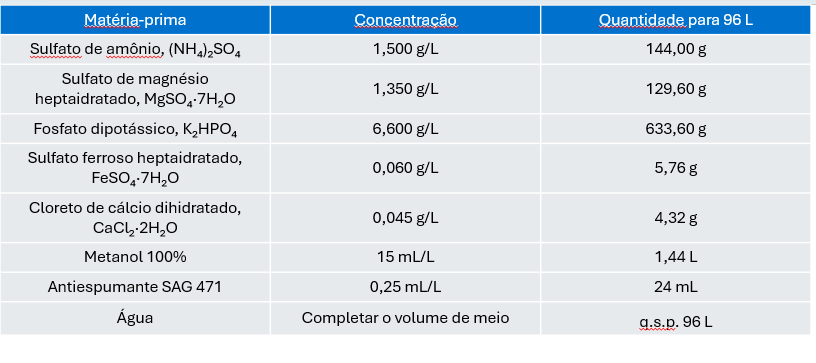 Matéria-prima Concentração Quantidade para 96 L
Sulfato de amônio, (NH₄)₂SO₄ 1,500 g/L 144,00 g
Sulfato de magnésio
heptaidratado, MgSO₄·7H₂O 1,350 g/L 129,60 g
Fosfato dipotássico, K₂HPO₄ 6,600 g/L 633,60 g
Sulfato ferroso heptaidratado,
FeSO₄·7H₂O 0,060 g/L 5,76 g
Cloreto de cálcio dihidratado,
CaCl₂·2H₂O 0,045 g/L 4,32 g
Metanol 100% 15 mL/L 1,44 L
Antiespumante SAG 471 0,25 mL/L 24 mL
Água Completar o volume de meio q.s.p. 96 L